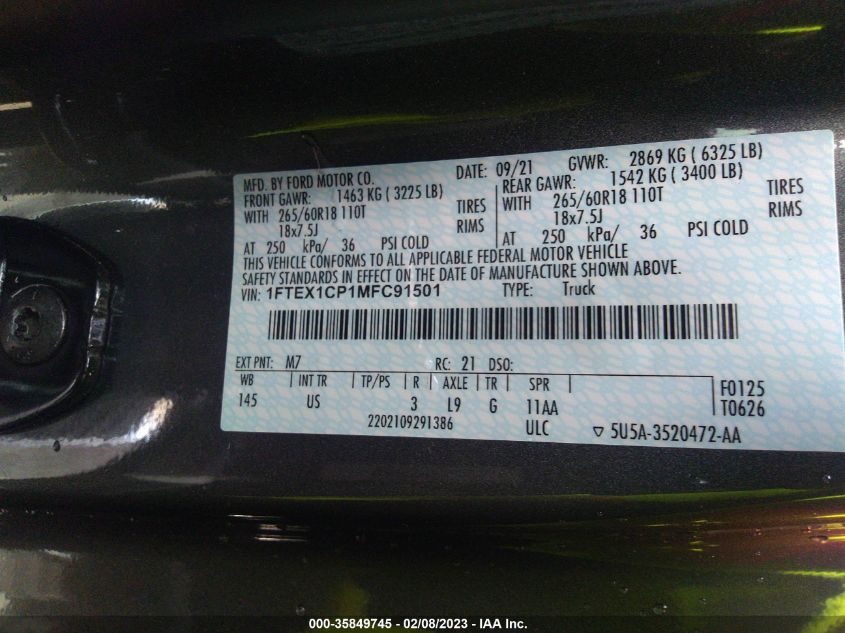 MFD. BY FORD MOTOR CO. DATE: 09/21 GVWR: 2869 KG ( 6325 LB)
FRONT GAWR: 1463 KG ( 3225 LB) REAR GAWR: 1542 KG ( 3400 LB)
WITH 265/60R18 110T TIRES WITH 265/60R18 110T TIRES
18x7.5J RIMS 18x7.5J RIMS
AT 250 kPa/ 36 PSI COLD AT 250 kPa/ 36 PSI COLD
THIS VEHICLE CONFORMS TO ALL APPLICABLE FEDERAL MOTOR VEHICLE
SAFETY STANDARDS IN EFFECT ON THE DATE OF MANUFACTURE SHOWN ABOVE.
VIN: 1FTEX1CP1MFC91501 TYPE: Truck
EXT PNT: M7 RC: 21 DSO:
WB INT TR TP/PS R AXLE TR SPR F0125
145 US 3 L9 G 11AA T0626
2202109291386 ULC ▽ 5U5A-3520472-AA
000-35849745 - 02/08/2023 - IAA Inc.